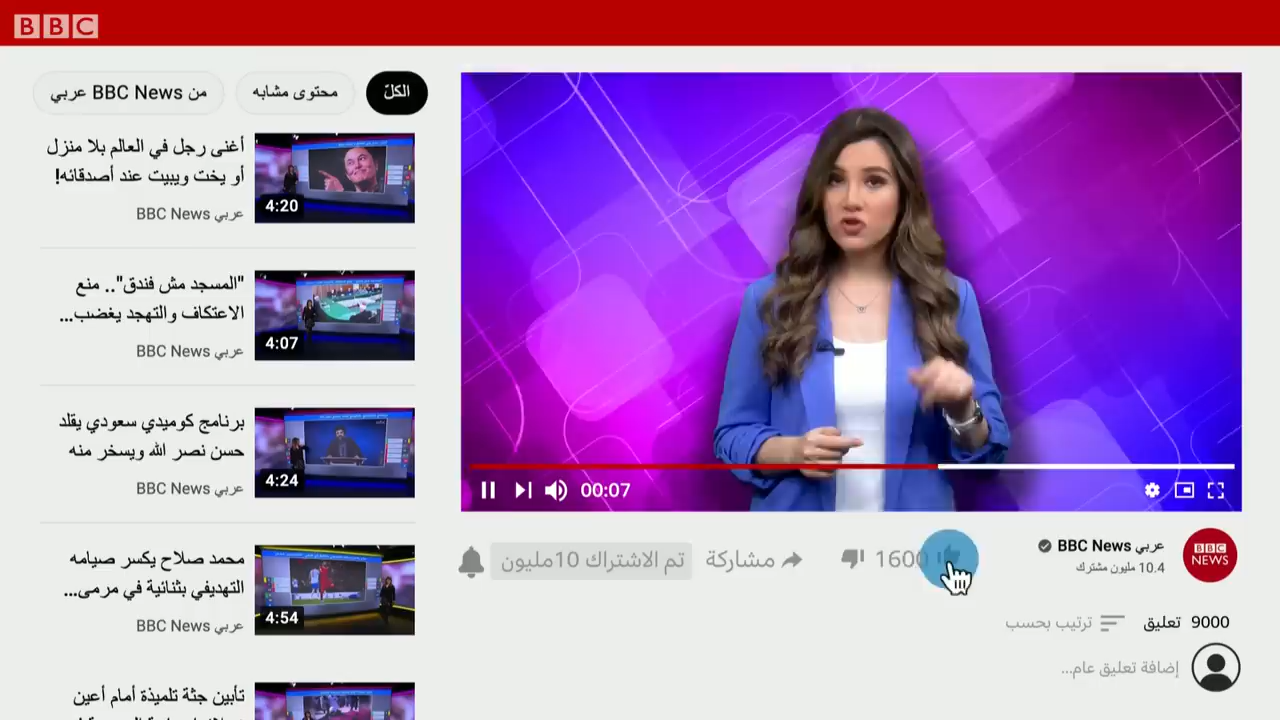 BBC
الكلّ
محتوى مشابه
من BBC News عربي
أغنى رجل في العالم بلا منزل
أو يخت ويبيت عند أصدقائه!
BBC News عربي
4:20
"المسجد مش فندق".. منع
الاعتكاف والتهجد يغضب...
BBC News عربي
4:07
برنامج كوميدي سعودي يقلد
حسن نصر الله ويسخر منه
BBC News عربي
4:24
محمد صلاح يكسر صيامه
التهديفي بثنائية في مرمى...
BBC News عربي
4:54
تأبين جثة تلميذة أمام أعين
00:07
BBC NEWS
BBC News عربي
10.4 مليون مشترك
1600
مشاركة
تم الاشتراك 10مليون
9000 تعليق
ترتيب بحسب
إضافة تعليق عام...